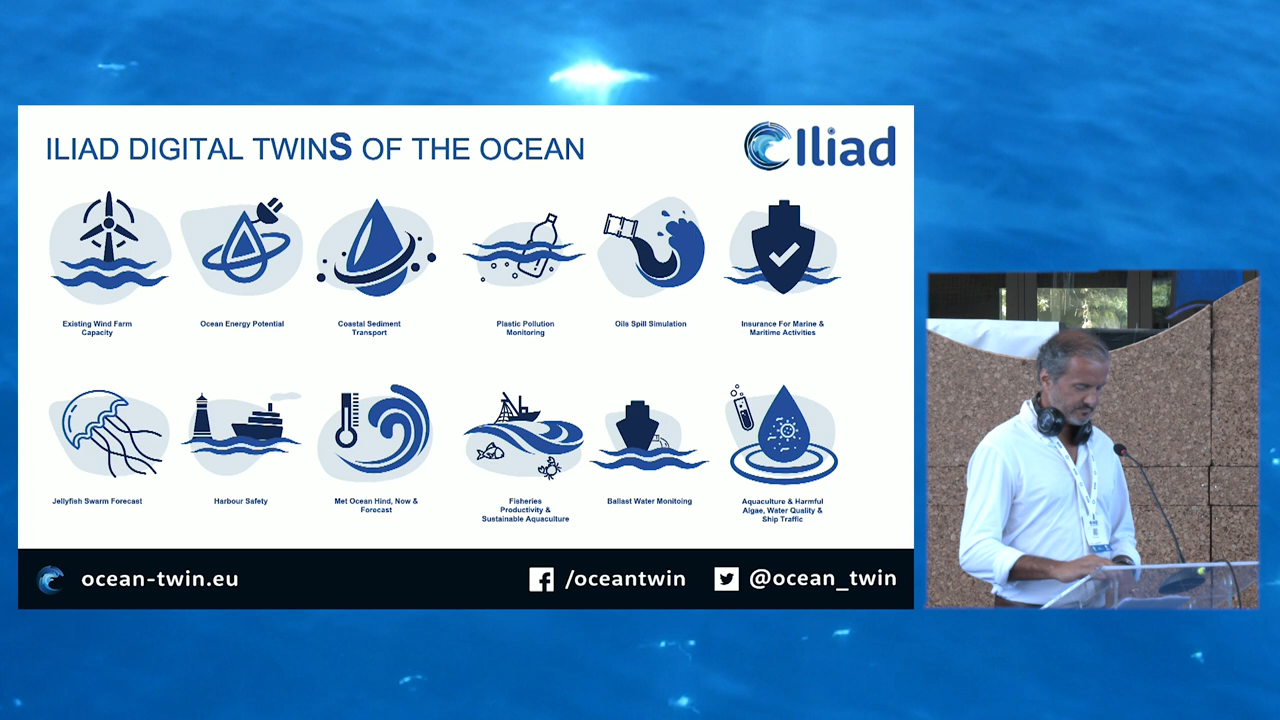 ILIAD DIGITAL TWINS OF THE OCEAN
Iliad
Existing Wind Farm
Capacity
Ocean Energy Potential
Coastal Sediment
Transport
Plastic Pollution
Monitoring
Oils Spill Simulation
Insurance For Marine &
Maritime Activities
Jellyfish Swarm Forecast
Harbour Safety
Met Ocean Hind, Now &
Forecast
Fisheries
Productivity &
Sustainable Aquaculture
Ballast Water Monitoing
Aquaculture & Harmful
Algae, Water Quality &
Ship Traffic
ocean-twin.eu
/oceantwin
@ocean_twin